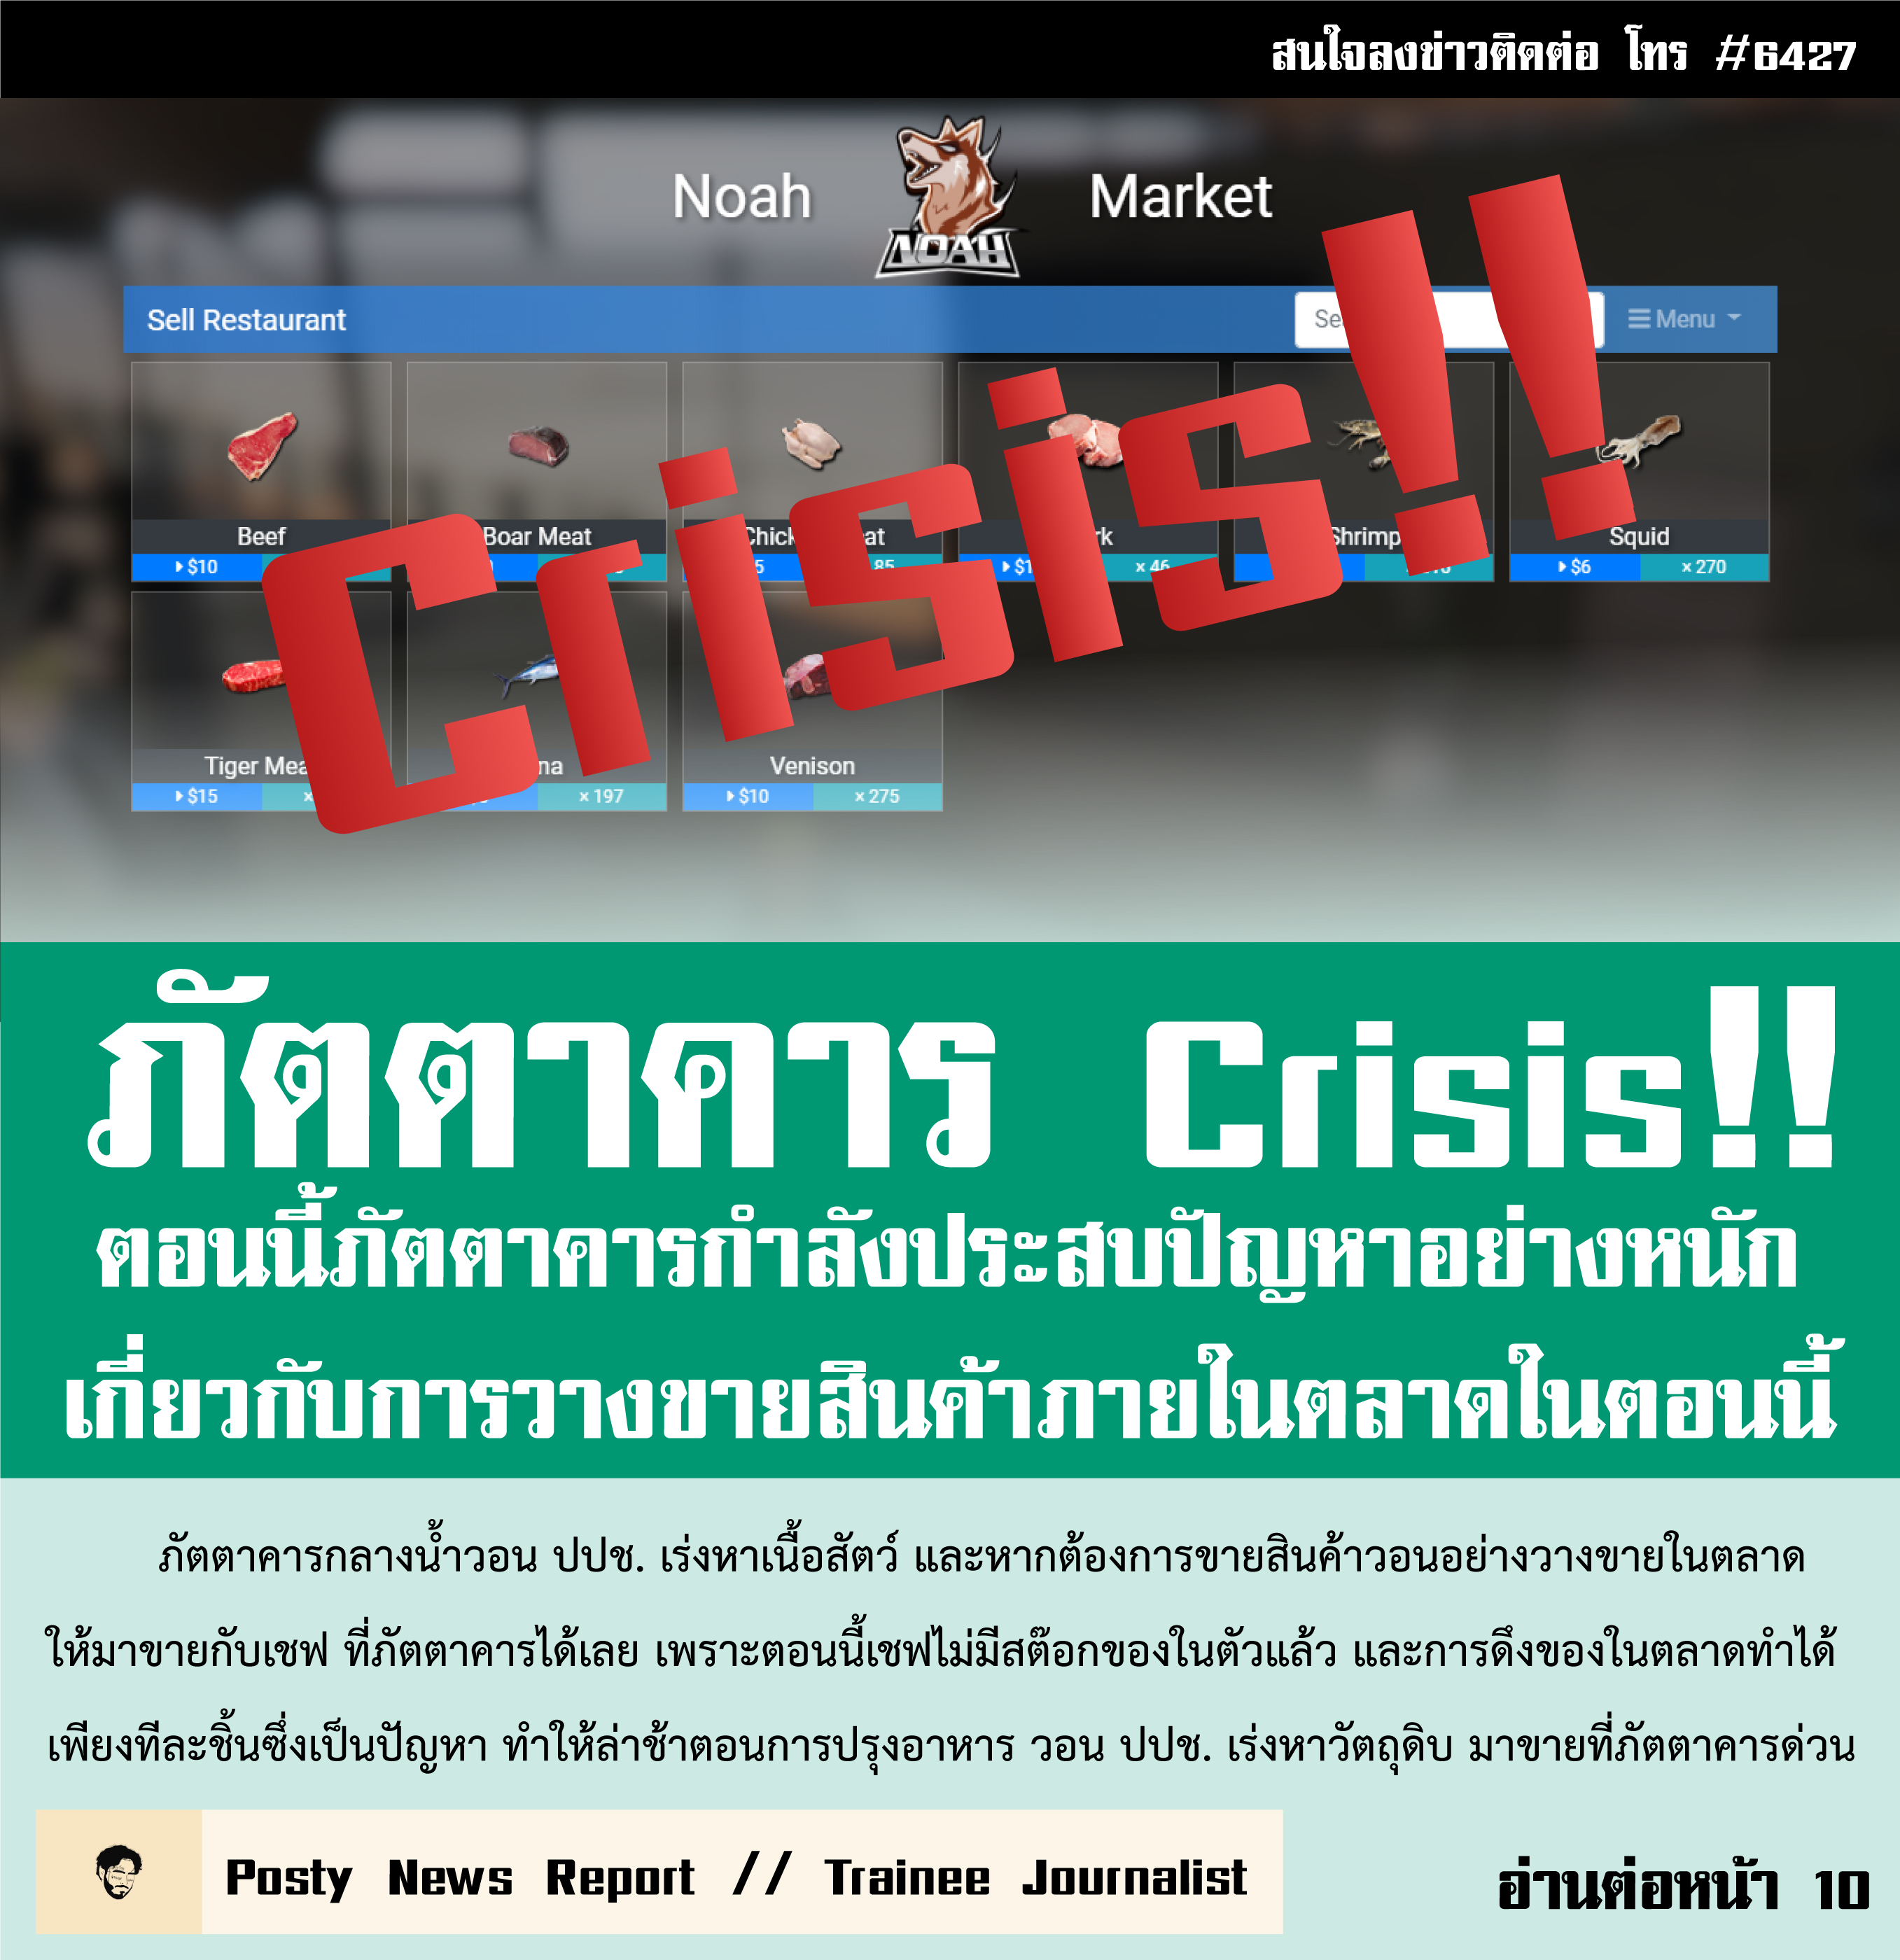 สนใจลงข่าวติดต่อ โทร #6427
Noah Market
NOAH
Sell Restaurant
Menu
Crisis!!
Beef
Boar Meat
Shrimp
Squid
$10
$6 × 270
Venison
$15
× 197
$10 × 275
ภัตตาคาร Crisis!!
ตอนนี้ภัตตาคารกำลังประสบปัญหาอย่างหนัก
เกี่ยวกับการวางขายสินค้าภายในตลาดในตอนนี้
ภัตตาคารกลางน้ำวอน ปปช. เร่งหาเนื้อสัตว์ และหากต้องการขายสินค้าวอนอย่างวางขายในตลาด
ให้มาขายกับเชฟ ที่ภัตตาคารได้เลย เพราะตอนนี้เชฟไม่มีสต๊อกของในตัวแล้ว และการดึงของในตลาดทำได้
เพียงทีละชิ้นซึ่งเป็นปัญหา ทำให้ล่าช้าตอนการปรุงอาหาร วอน ปปช. เร่งหาวัตถุดิบ มาขายที่ภัตตาคารด่วน
Posty News Report // Trainee Journalist
อ่านต่อหน้า 10